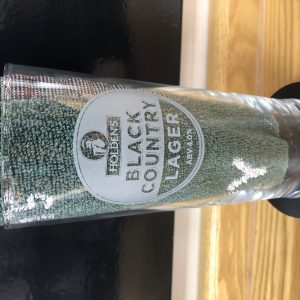 HOLDEN'S
BLACK
COUNTRY
LAGER
ABV 4.0%